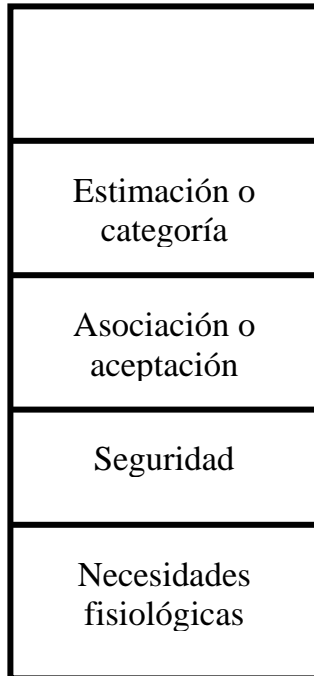 Estimación o
categoría
Asociación o
aceptación
Seguridad
Necesidades
fisiológicas